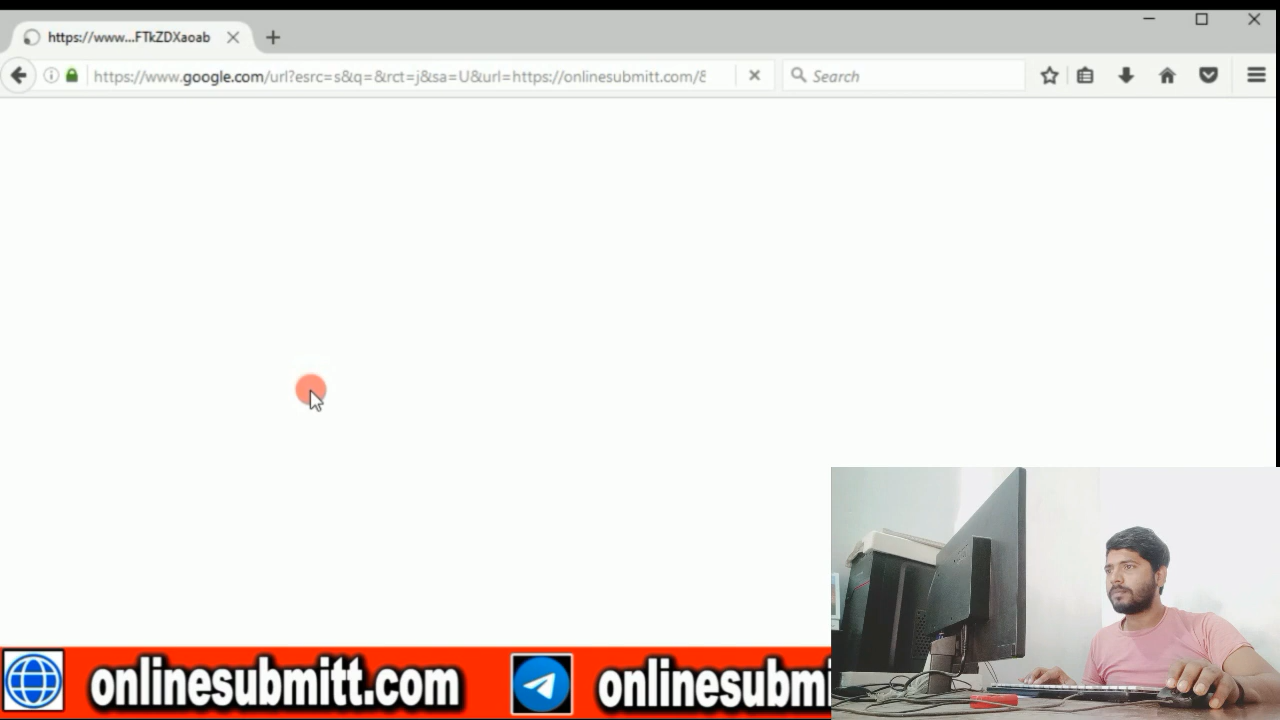 https://www...FTkZDXaoab
https://www.google.com/url?esrc=s&q=&rct=j&sa=U&url=https://onlinesubmitt.com/8
Search
onlinesubmitt.com
onlinesubmi